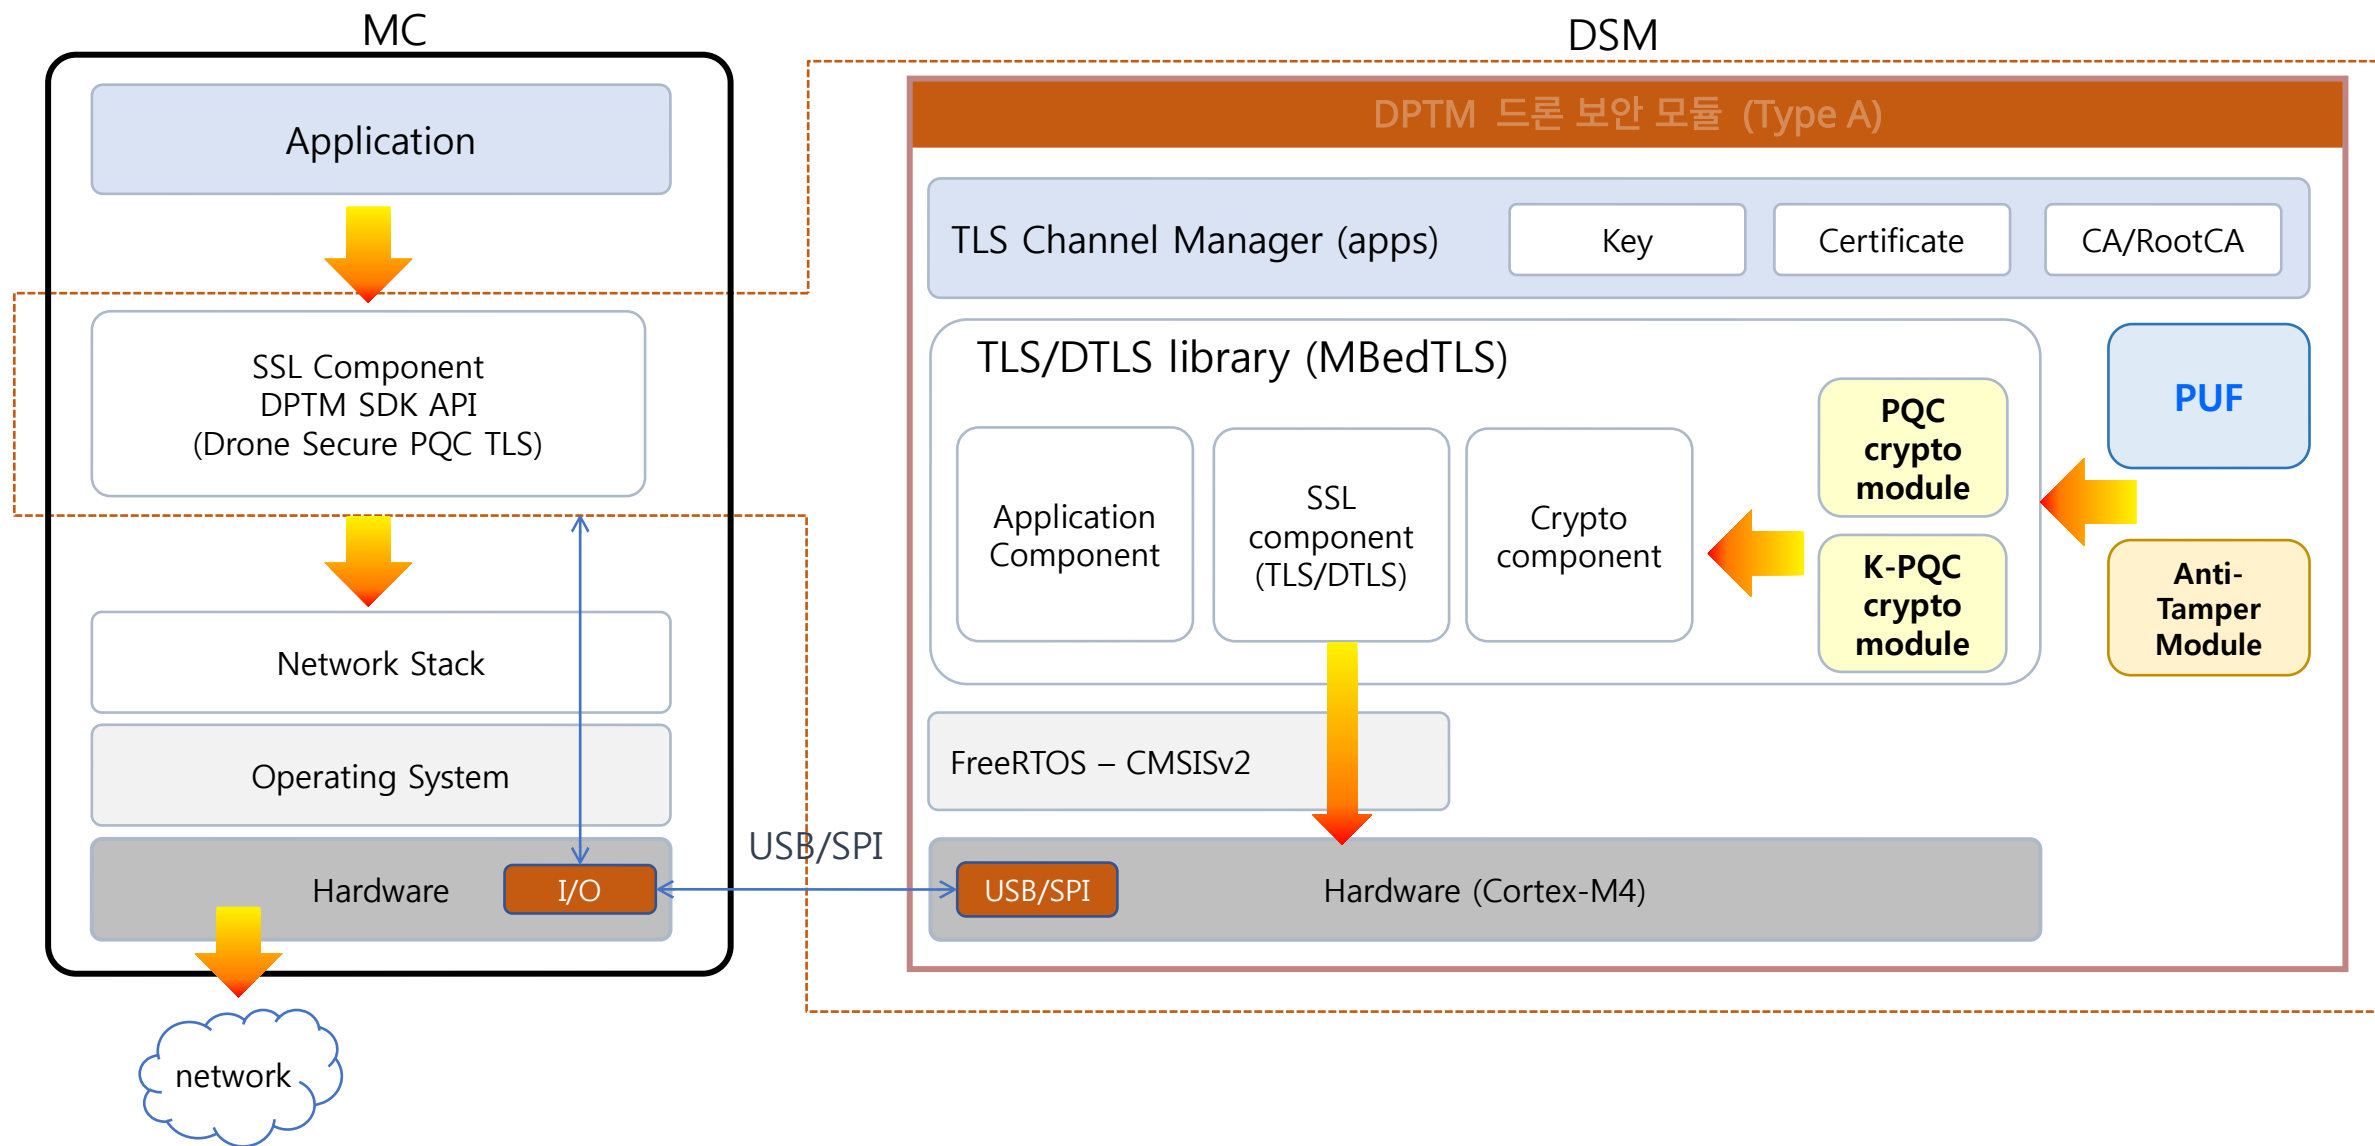 MC
Application
SSL Component
DPTM SDK API
(Drone Secure PQC TLS)
Network Stack
Operating System
Hardware
I/O
network
USB/SPI
DSM
DPTM 드론 보안 모듈 (Type A)
TLS Channel Manager (apps)
Key
Certificate
CA/RootCA
TLS/DTLS library (MBedTLS)
Application
Component
SSL
component
(TLS/DTLS)
Crypto
component
PQC
crypto
module
K-PQC
crypto
module
PUF
Anti-
Tamper
Module
FreeRTOS – CMSISv2
USB/SPI
Hardware (Cortex-M4)